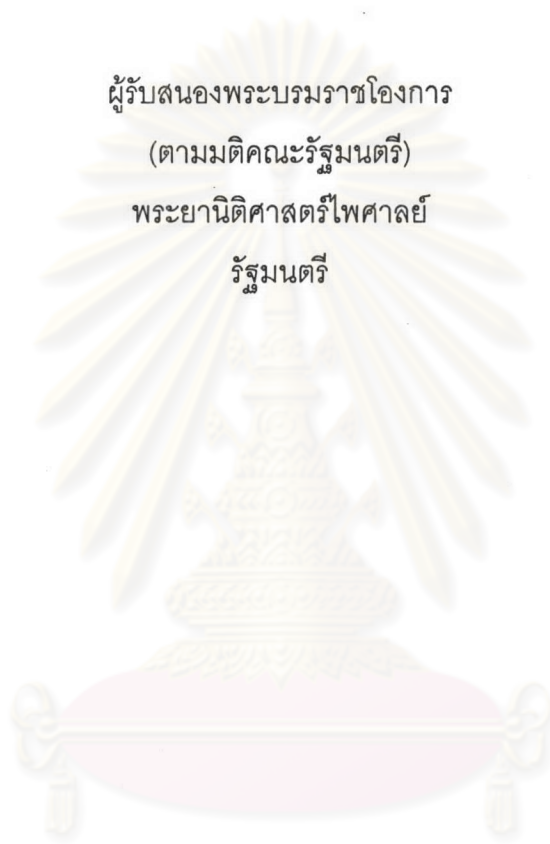 ผู้รับสนองพระบรมราชโองการ
(ตามมติคณะรัฐมนตรี)
พระยานิติศาสตร์ไพศาลย์
รัฐมนตรี